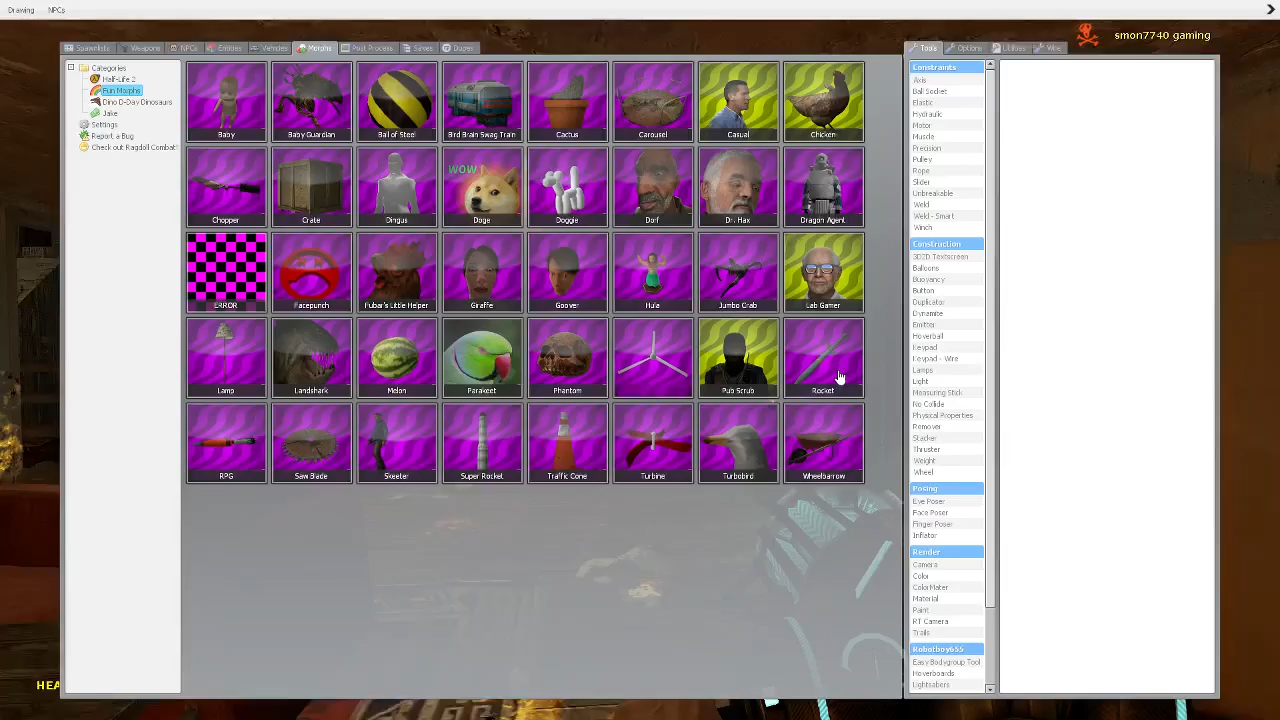 Drawing NPCs
smon7740 gaming
Spawnlists Weapons NPCs Entities Vehicles Morphs Post Process Saves Dupes
Tools Options Utilities Wire
Categories
Half-Life 2
Fun Morphs
Dino D-Day Dinosaurs
Jake
Settings
Report a Bug
Check out Ragdoll Combat!
Baby Baby Guardian Ball of Steel Bird Brain Swag Train Cactus Carousel Casual Chicken
WOW
Chopper Crate Dingus Doge Doggie Dorf Dr. Hax Dragon Agent
ERROR Facepunch Fubar's Little Helper Giraffe Goover Hula Jumbo Crab Lab Gamer
Lamp Landshark Melon Parakeet Phantom Pub Scrub Rocket
RPG Saw Blade Skeeter Super Rocket Traffic Cone Turbine Turbobird Wheelbarrow
Constraints
Axis
Ball Socket
Elastic
Hydraulic
Motor
Muscle
Precision
Pulley
Rope
Slider
Unbreakable
Weld
Weld - Smart
Winch
Construction
3D2D Textscreen
Balloons
Buoyancy
Button
Duplicator
Dynamite
Emitter
Hoverball
Keypad
Keypad - Wire
Lamps
Light
Measuring Stick
No Collide
Physical Properties
Remover
Stacker
Thruster
Weight
Wheel
Posing
Eye Poser
Face Poser
Finger Poser
Inflator
Render
Camera
Color
ColorMater
Material
Paint
RT Camera
Trails
Robotboy655
Easy Bodygroup Tool
Hoverboards
Lightsabers
HEA